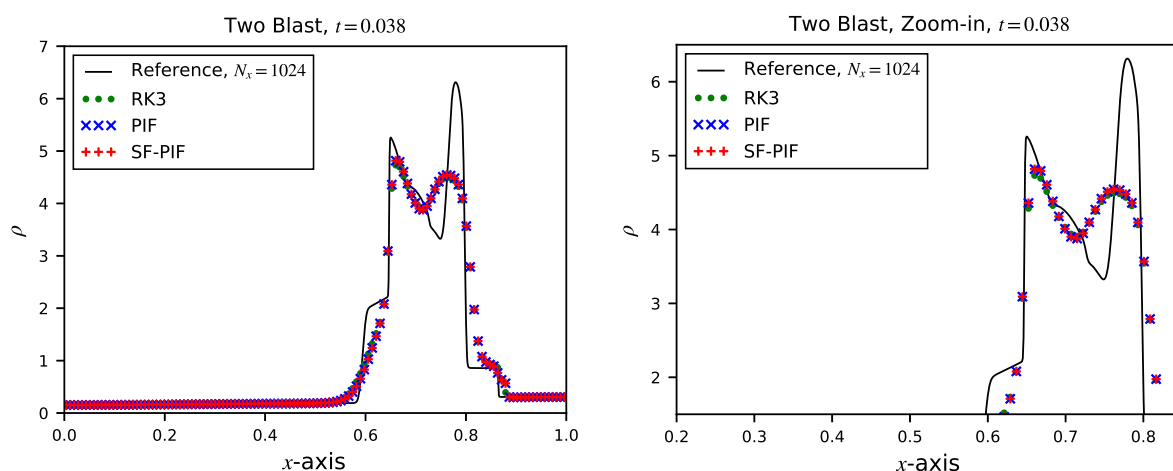 Two Blast, t=0.038
Reference, Nₓ=1024
RK3
PIF
SF-PIF
7
6
5
4
3
2
1
0
ρ
0.0 0.2 0.4 0.6 0.8 1.0
x-axis
Two Blast, Zoom-in, t=0.038
Reference, Nₓ=1024
RK3
PIF
SF-PIF
6
5
4
3
2
ρ
0.2 0.3 0.4 0.5 0.6 0.7 0.8
x-axis